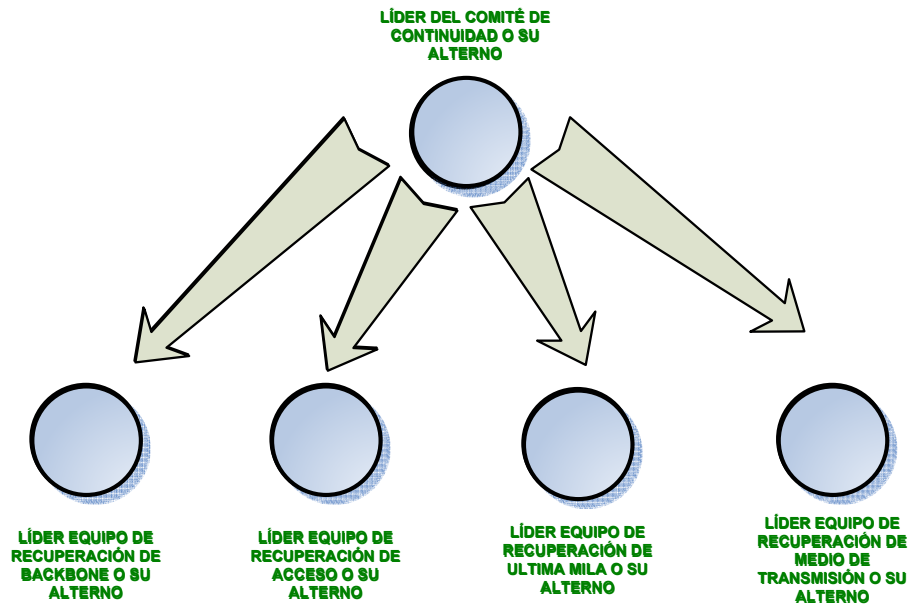 LÍDER DEL COMITÉ DE
CONTINUIDAD O SU
ALTERNO
LÍDER EQUIPO DE
RECUPERACIÓN DE
BACKBONE O SU
ALTERNO
LÍDER EQUIPO DE
RECUPERACIÓN DE
ACCESO O SU
ALTERNO
LÍDER EQUIPO DE
RECUPERACIÓN DE
ULTIMA MILA O SU
ALTERNO
LÍDER EQUIPO DE
RECUPERACIÓN DE
MEDIO DE
TRANSMISIÓN O SU
ALTERNO